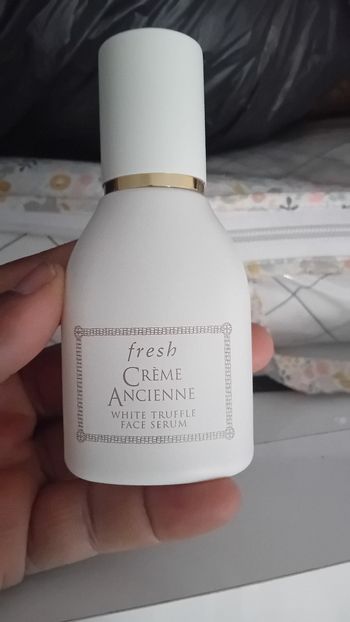 fresh
CRÈME
ANCIENNE
WHITE TRUFFLE
FACE SERUM